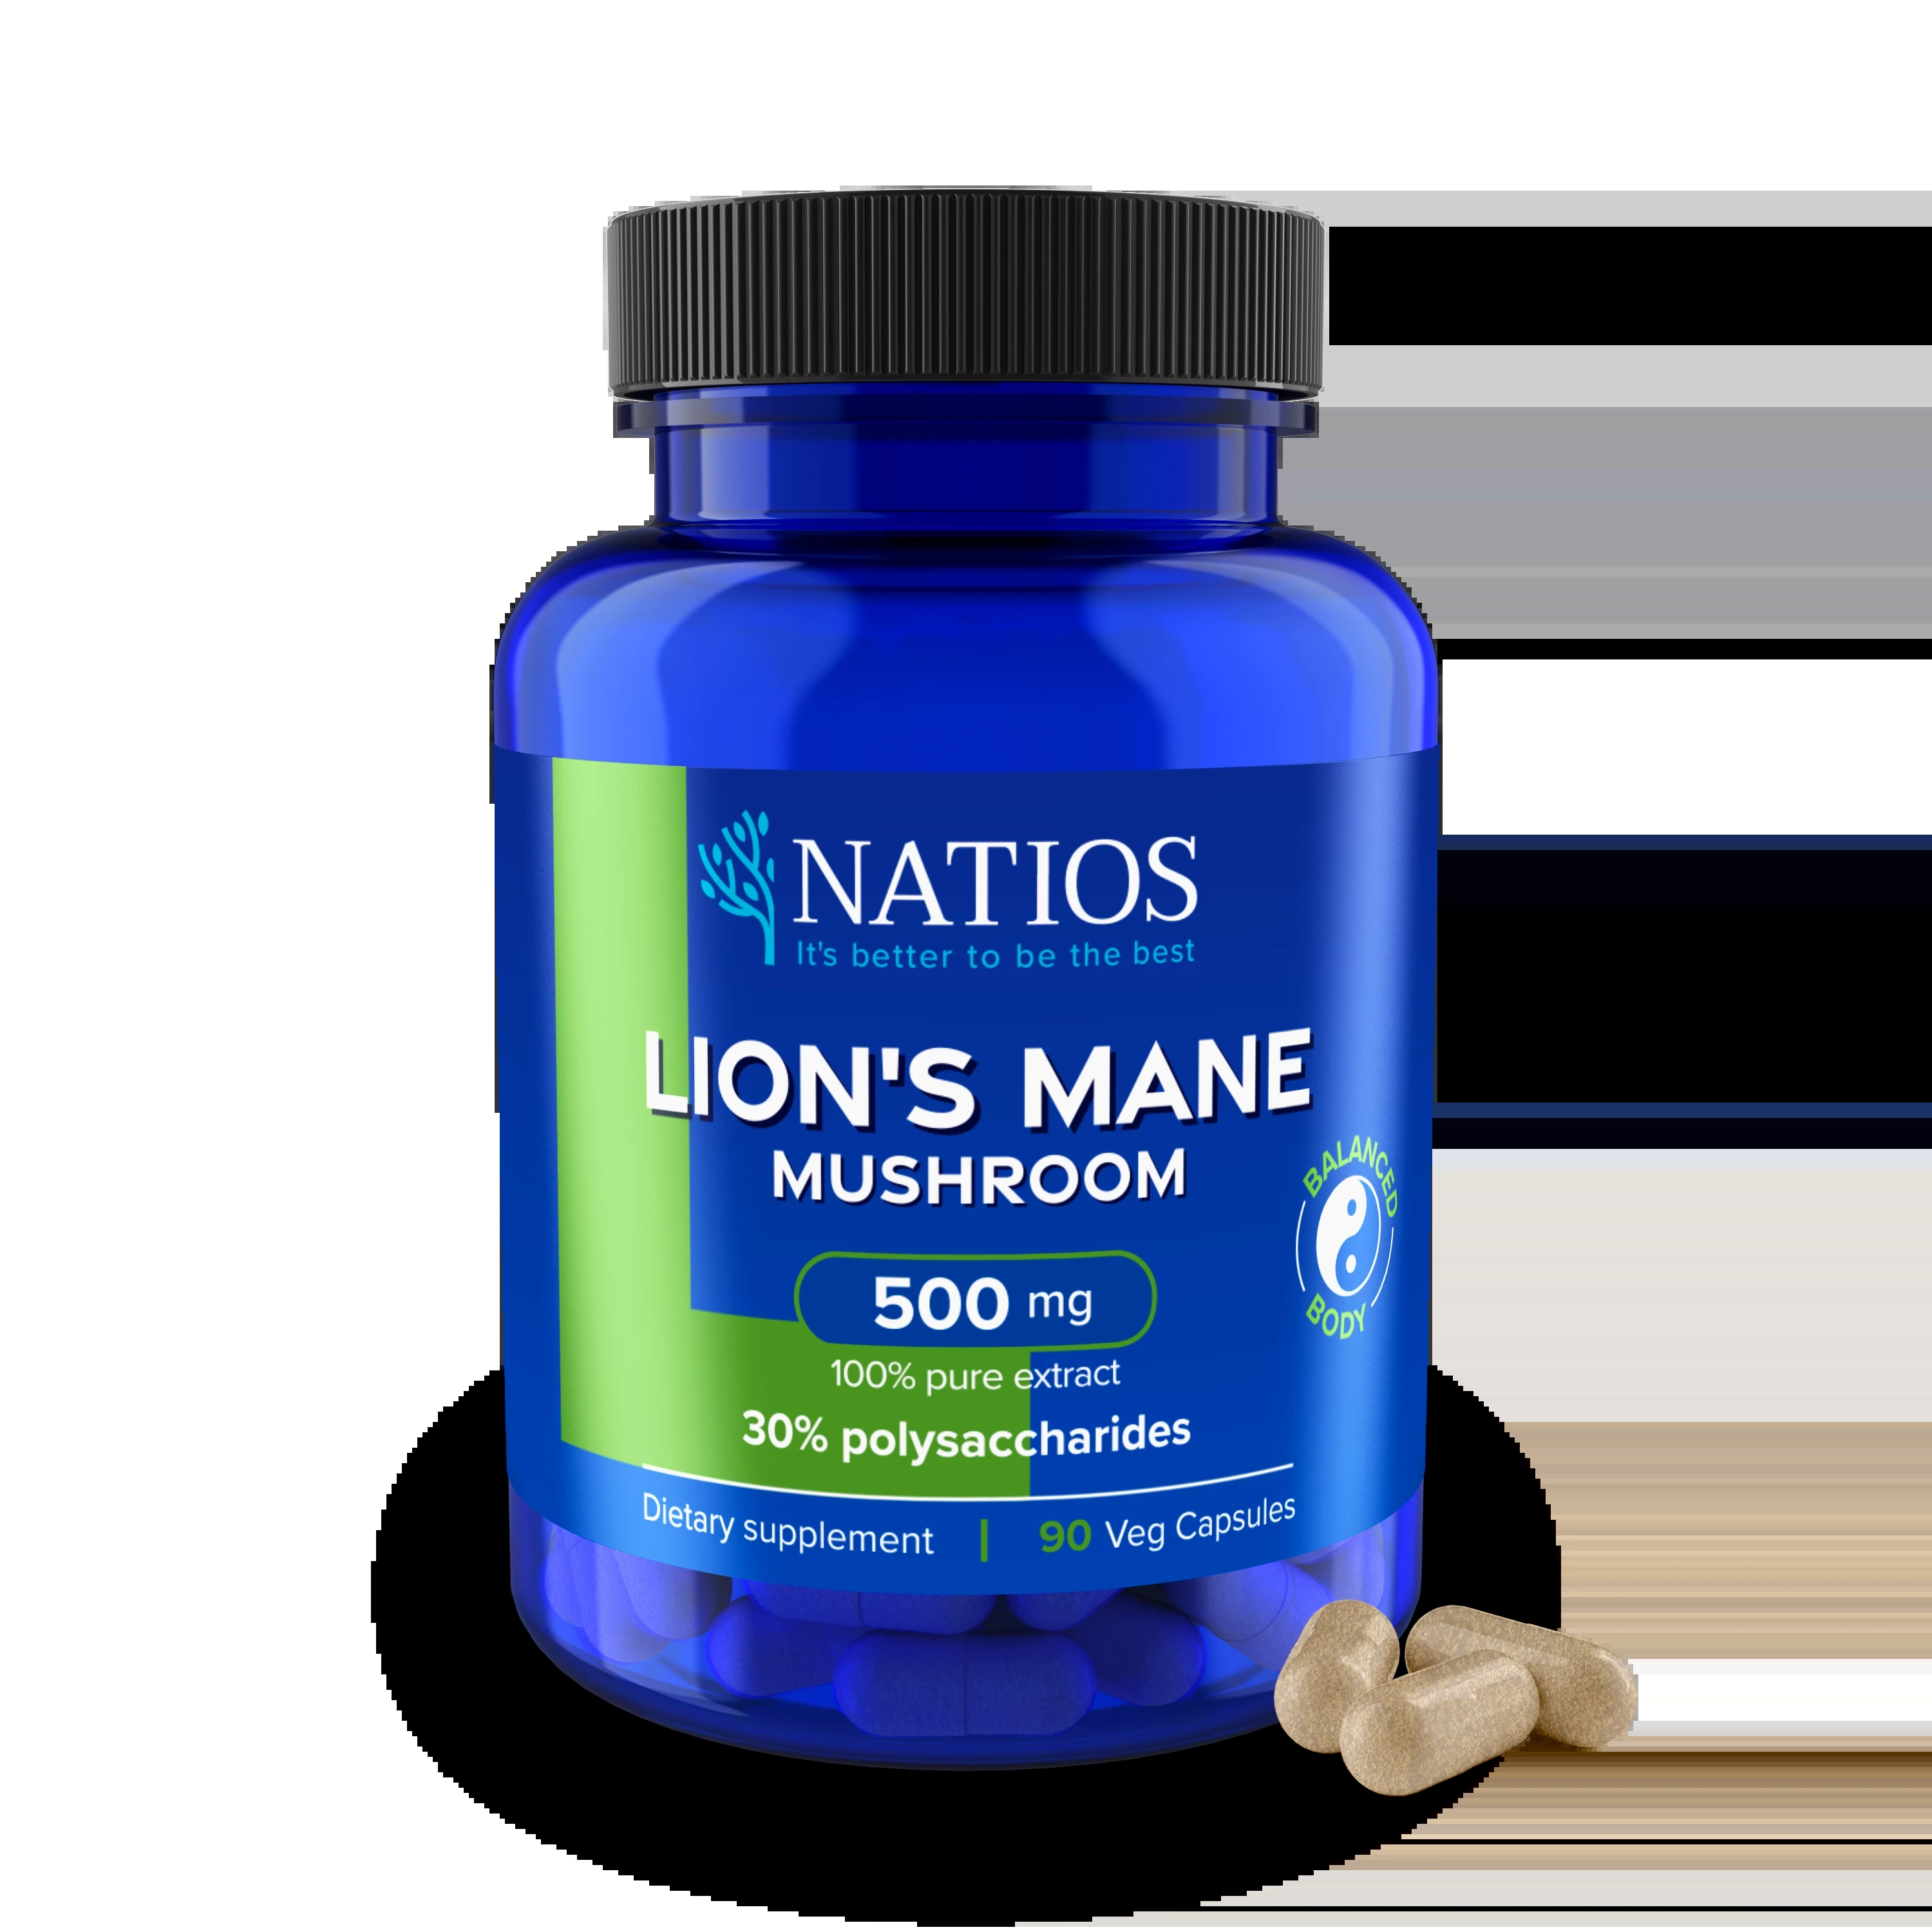 NATIOS
It's better to be the best
LION'S MANE
MUSHROOM
BALANCED
BODY
500 mg
100% pure extract
30% polysaccharides
Dietary supplement | 90 Veg Capsules